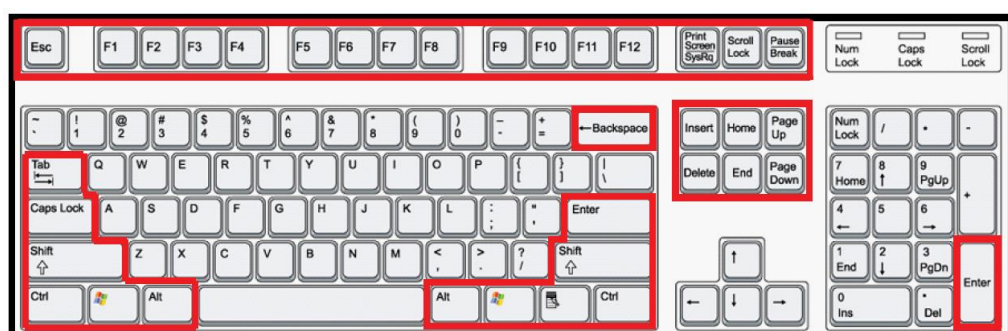 Esc F1 F2 F3 F4 F5 F6 F7 F8 F9 F10 F11 F12 Print Screen SysRq Scroll Lock Pause Break Num Lock Caps Lock Scroll Lock
~ ` ! 1 @ 2 # 3 $ 4 % 5 ^ 6 & 7 * 8 ( 9 ) 0 - - + = ←Backspace Insert Home Page Up Num Lock / * -
Tab Q W E R T Y U I O P { [ } ] | \ Delete End Page Down 7 Home 8 ↑ 9 PgUp +
Caps Lock A S D F G H J K L : ; " ' Enter 4 ← 5 6 →
Shift Z X C V B N M < , > . ? / Shift ↑ 1 End 2 ↓ 3 PgDn Enter
Ctrl Alt Alt Ctrl ← ↓ → 0 Ins • Del